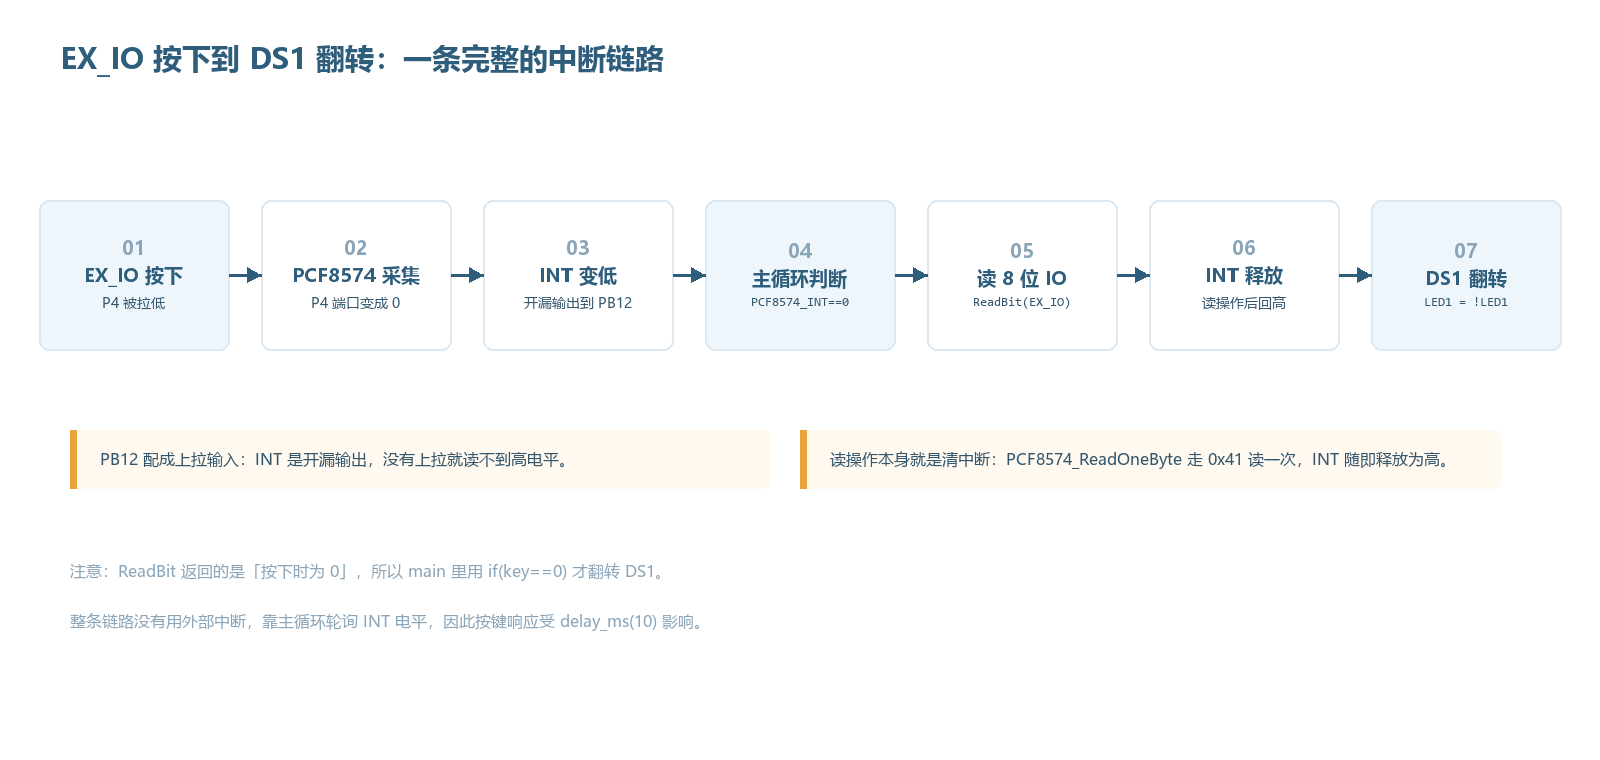 EX_IO 按下到 DS1 翻转：一条完整的中断链路
01
EX_IO 按下
P4 被拉低
02
PCF8574 采集
P4 端口变成 0
03
INT 变低
开漏输出到 PB12
04
主循环判断
PCF8574_INT==0
05
读 8 位 IO
ReadBit(EX_IO)
06
INT 释放
读操作后回高
07
DS1 翻转
LED1 = !LED1
PB12 配成上拉输入：INT 是开漏输出，没有上拉就读不到高电平。
读操作本身就是清中断：PCF8574_ReadOneByte 走 0x41 读一次，INT 随即释放为高。
注意：ReadBit 返回的是「按下时为 0」，所以 main 里用 if(key==0) 才翻转 DS1。
整条链路没有用外部中断，靠主循环轮询 INT 电平，因此按键响应受 delay_ms(10) 影响。